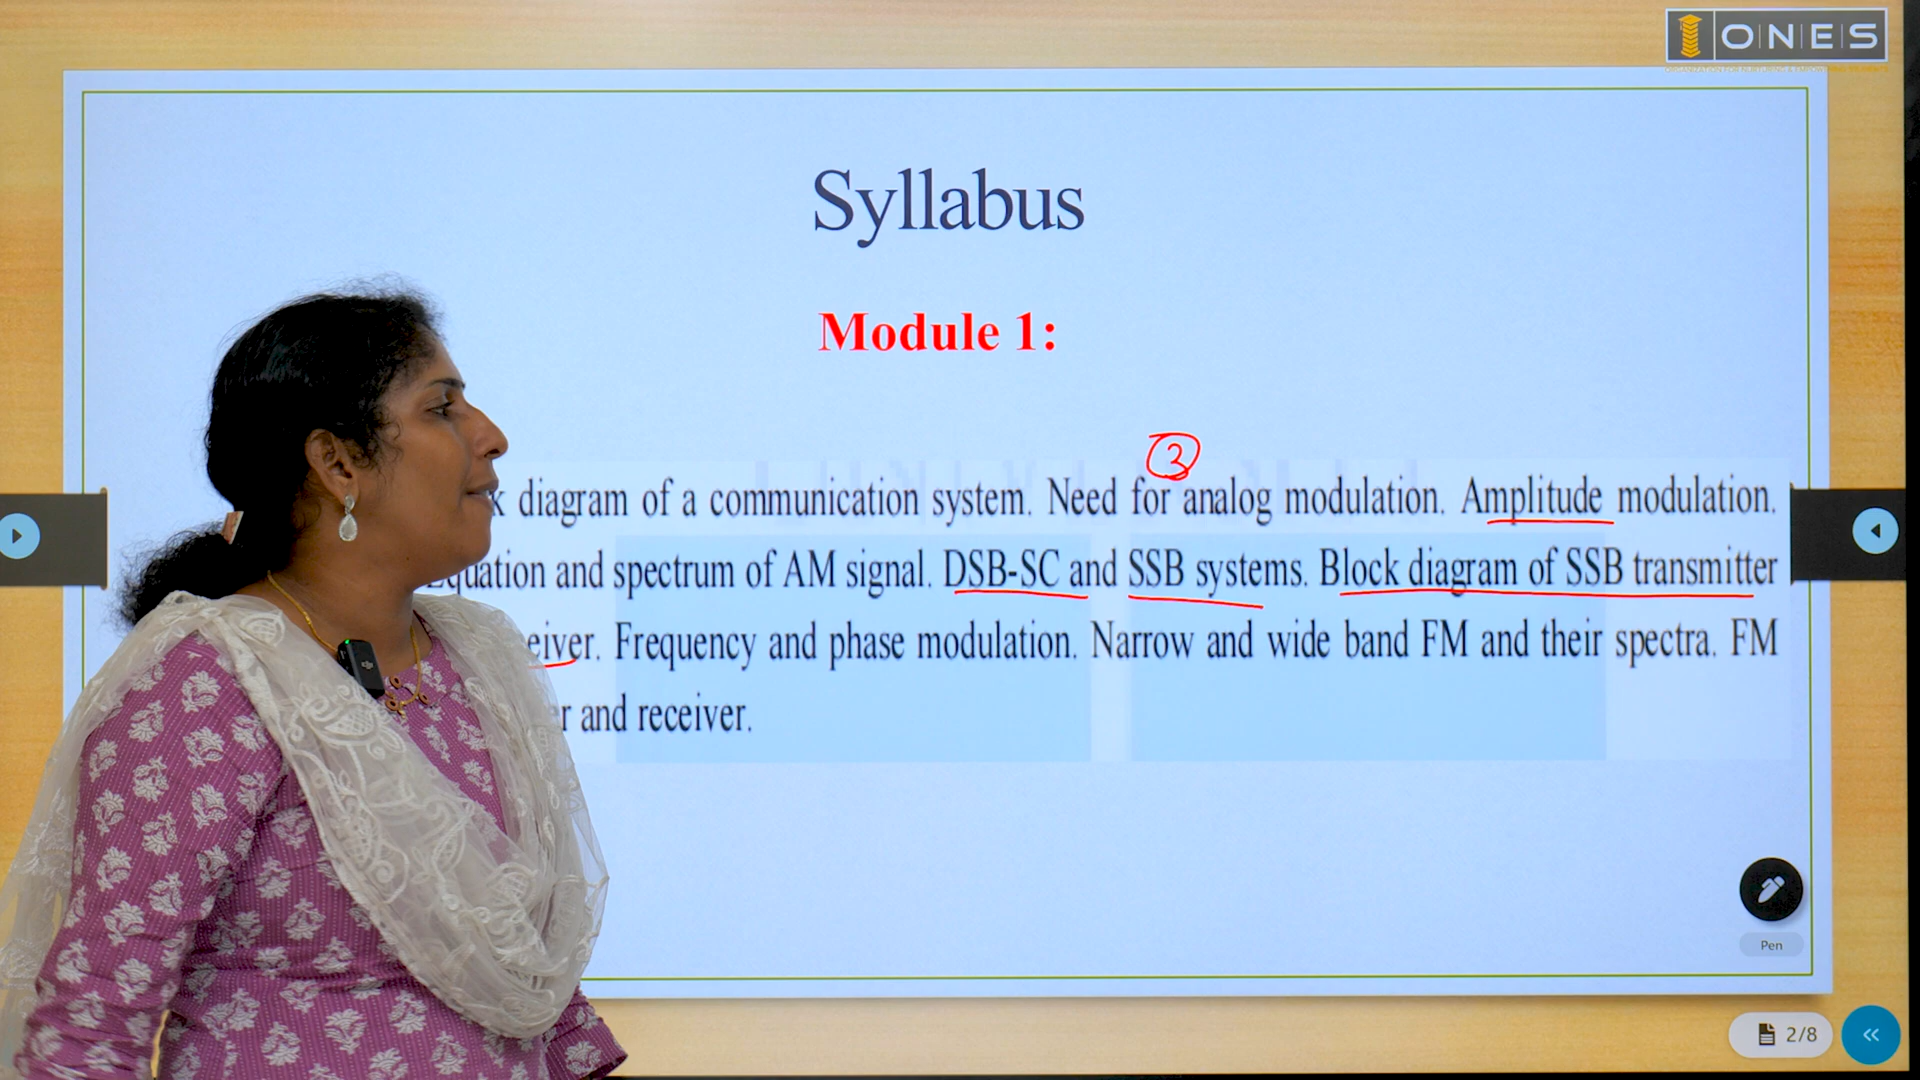 ONES
Syllabus
Module 1:
3
diagram of a communication system. Need for analog modulation. Amplitude modulation.
Equation and spectrum of AM signal. DSB-SC and SSB systems. Block diagram of SSB transmitter
eiver. Frequency and phase modulation. Narrow and wide band FM and their spectra. FM
er and receiver.
Pen
2/8